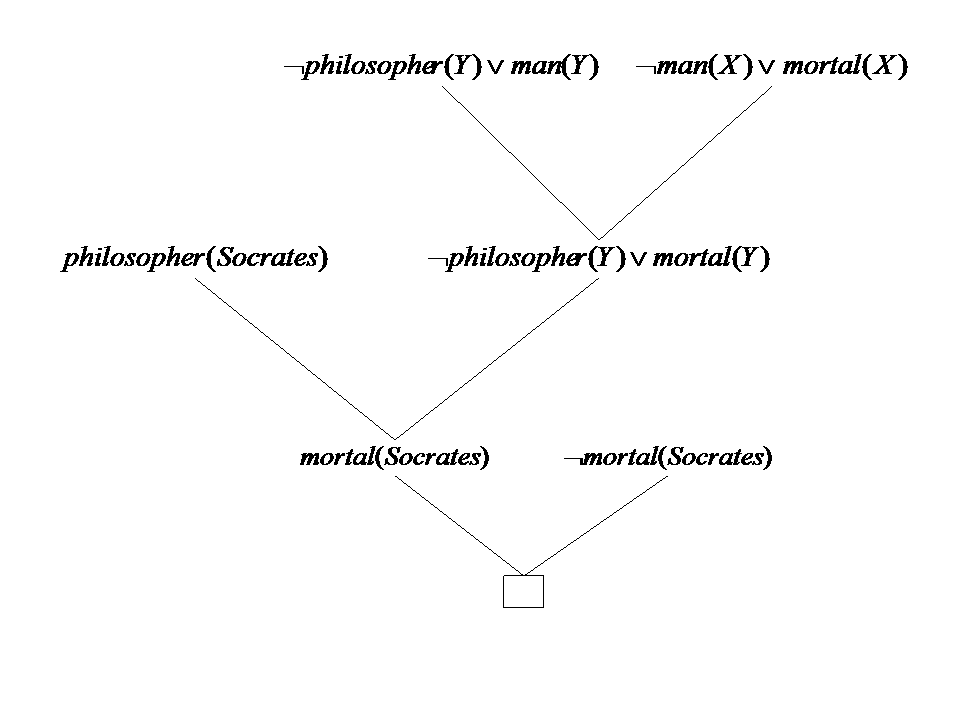 ¬philosopher(Y) ∨ man(Y) ¬man(X) ∨ mortal(X)
philosopher(Socrates) ¬philosopher(Y) ∨ mortal(Y)
mortal(Socrates) ¬mortal(Socrates)